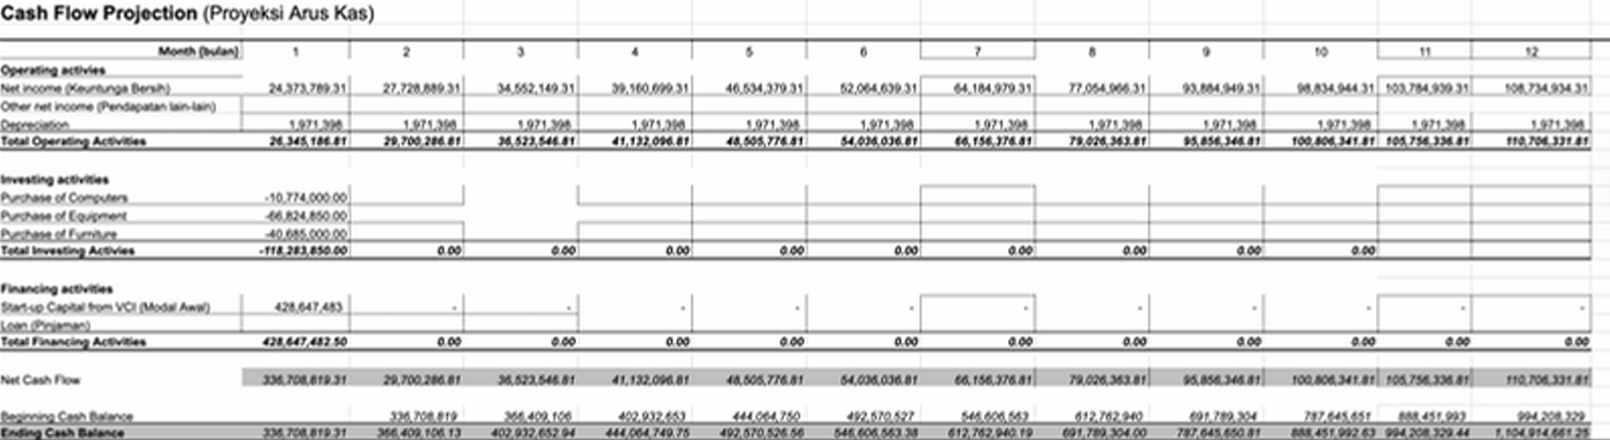 Cash Flow Projection (Proyeksi Arus Kas)
Month (bulan) 1 2 3 4 5 6 7 8 9 10 11 12
Operating activies
Net income (Keuntunga Bersih) 24,373,789.31 27,728,889.31 34,552,149.31 39,160,699.31 46,534,379.31 52,064,639.31 64,184,979.31 77,054,966.31 93,884,949.31 98,834,944.31 103,784,939.31 108,734,934.31
Other net income (Pendapatan lain-lain)
Depreciation 1,971,398 1,971,398 1,971,398 1,971,398 1,971,398 1,971,398 1,971,398 1,971,398 1,971,398 1,971,398 1,971,398 1,971,398
Total Operating Activities 26,345,186.81 29,700,286.81 36,523,546.81 41,132,096.81 48,505,776.81 54,036,036.81 66,156,376.81 79,026,363.81 95,856,346.81 100,806,341.81 105,756,336.81 110,706,331.81
Investing activities
Purchase of Computers -10,774,000.00
Purchase of Equipment -66,824,850.00
Purchase of Furniture -40,685,000.00
Total Investing Activies -118,283,850.00 0.00 0.00 0.00 0.00 0.00 0.00 0.00 0.00 0.00
Financing activities
Start-up Capital from VCI (Modal Awal) 428,647,483 - - - - - - - - - - -
Loan (Pinjaman)
Total Financing Activities 428,647,482.50 0.00 0.00 0.00 0.00 0.00 0.00 0.00 0.00 0.00 0.00 0.00
Net Cash Flow 336,708,819.31 29,700,286.81 36,523,546.81 41,132,096.81 48,505,776.81 54,036,036.81 66,156,376.81 79,026,363.81 95,856,346.81 100,806,341.81 105,756,336.81 110,706,331.81
Beginning Cash Balance 336,708,819 366,409,106 402,932,653 444,064,750 492,570,527 546,606,563 612,762,940 691,789,304 787,645,651 888,451,993 994,208,329
Ending Cash Balance 336,708,819.31 366,409,106.13 402,932,652.94 444,064,749.75 492,570,526.56 546,606,563.38 612,762,940.19 691,789,304.00 787,645,650.81 888,451,992.63 994,208,329.44 1,104,914,661.25